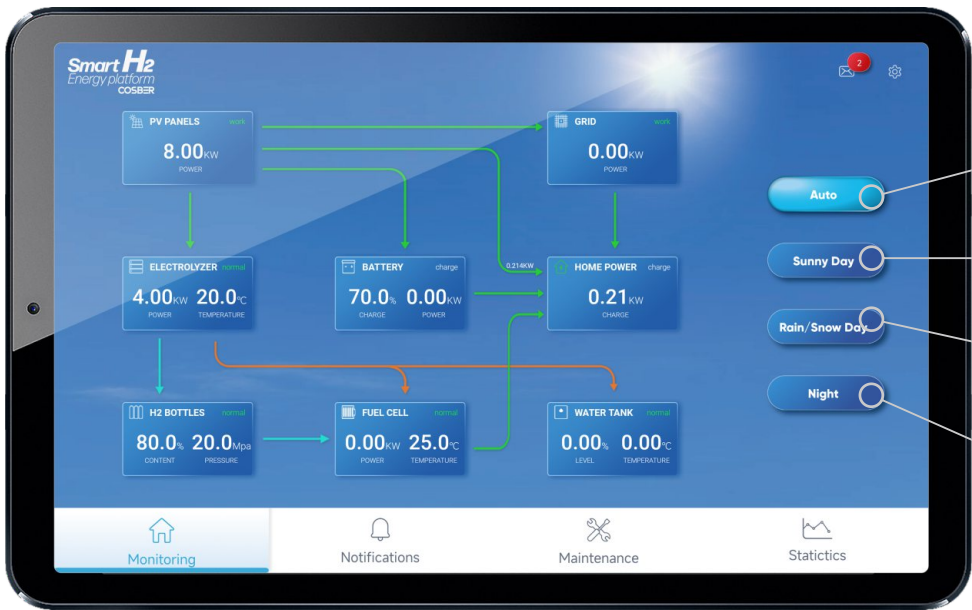 Smart H2
Energy platform
COSBER
2
PV PANELS work
8.00KW
POWER
GRID work
0.00KW
POWER
Auto
ELECTROLYZER normal
4.00KW 20.0°C
POWER TEMPERATURE
BATTERY charge
70.0% 0.00KW
CHARGE POWER
0.214KW
HOME POWER charge
0.21KW
CHARGE
Sunny Day
Rain/Snow Day
Night
H2 BOTTLES normal
80.0% 20.0Mpa
CONTENT PRESSURE
FUEL CELL normal
0.00KW 25.0°C
POWER TEMPERATURE
WATER TANK normal
0.00% 0.00°C
LEVEL TEMPERATURE
Monitoring
Notifications
Maintenance
Statictics